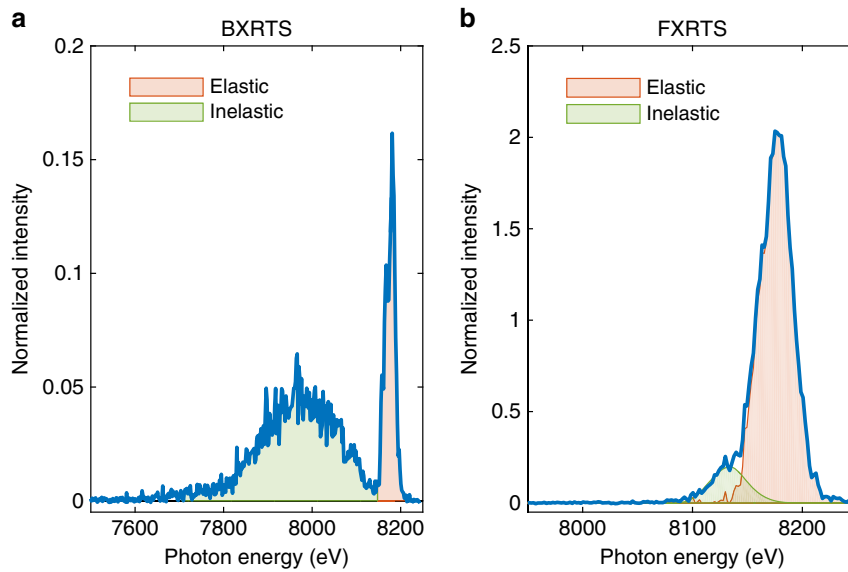 a
BXRTS
0.2
0.15
0.1
0.05
0
Normalized intensity
Elastic
Inelastic
7600 7800 8000 8200
Photon energy (eV)
b
FXRTS
2.5
2
1.5
1
0.5
0
Normalized intensity
Elastic
Inelastic
8000 8100 8200
Photon energy (eV)